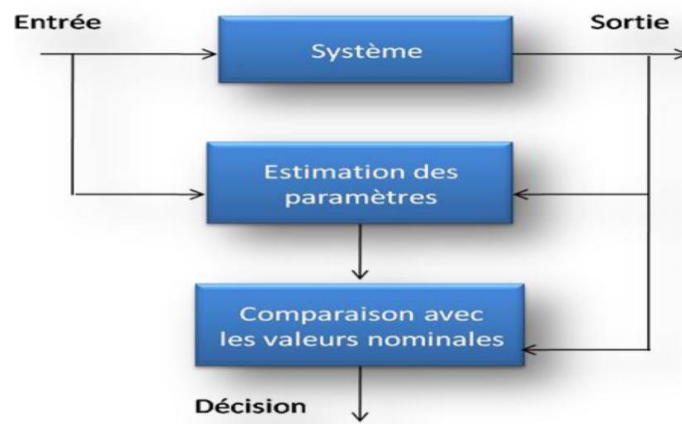 Entrée
Sortie
Système
Estimation des
paramètres
Comparaison avec
les valeurs nominales
Décision